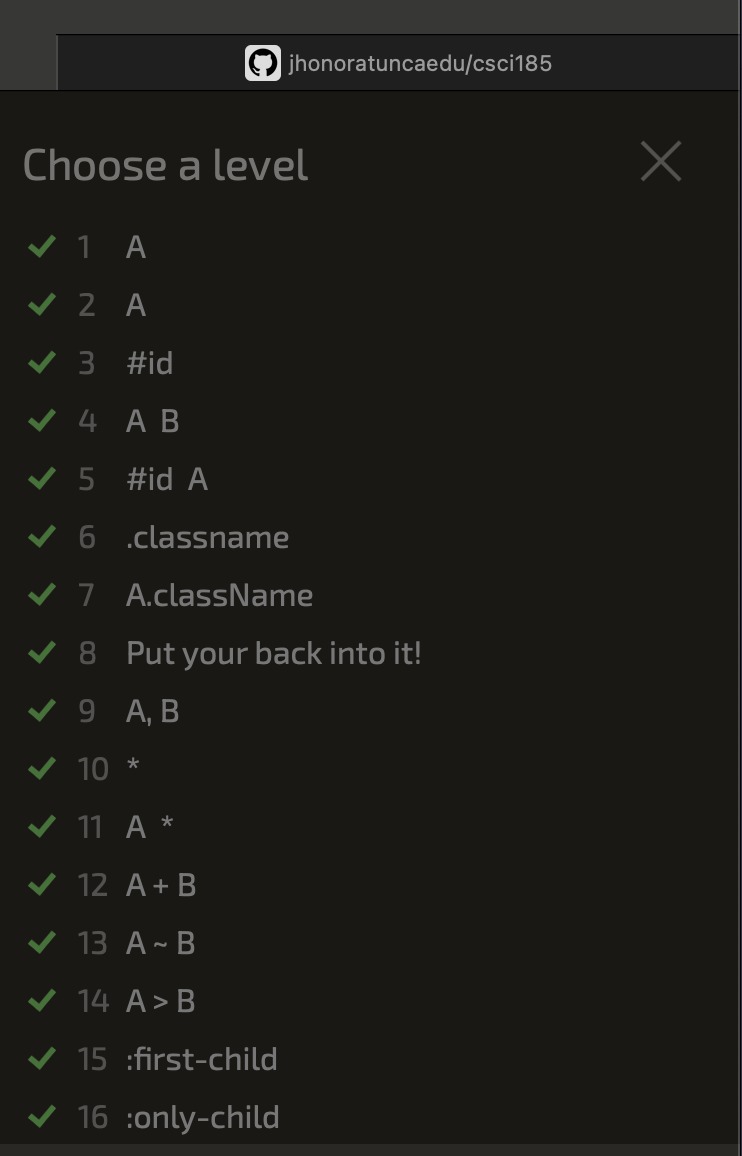 jhonoratuncaedu/csci185
Choose a level
1 A
2 A
3 #id
4 A B
5 #id A
6 .classname
7 A.className
8 Put your back into it!
9 A, B
10 *
11 A *
12 A + B
13 A ~ B
14 A > B
15 :first-child
16 :only-child